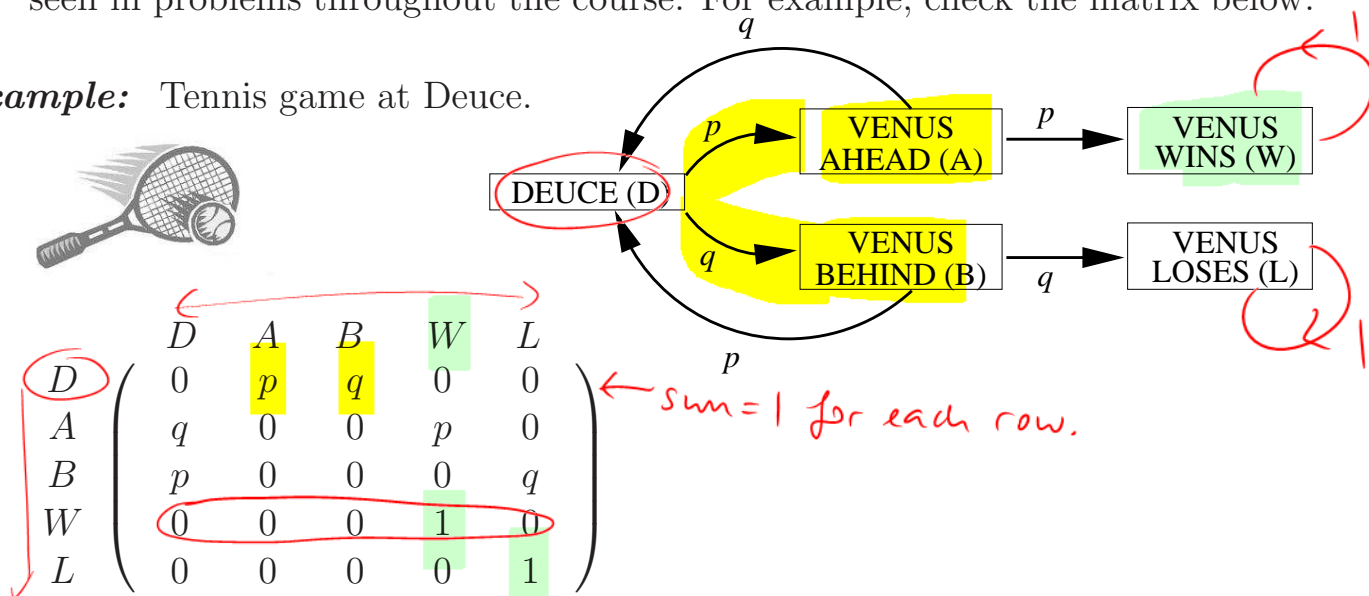 seen in problems throughout the course. For example, check the matrix below.
xample: Tennis game at Deuce.
q
1
p
VENUS
AHEAD (A)
p
VENUS
WINS (W)
DEUCE (D)
q
VENUS
BEHIND (B)
q
VENUS
LOSES (L)
1
p
D A B W L
D 0 p q 0 0
A q 0 0 p 0
B p 0 0 0 q
W 0 0 0 1 0
L 0 0 0 0 1
← sum=1 for each row.